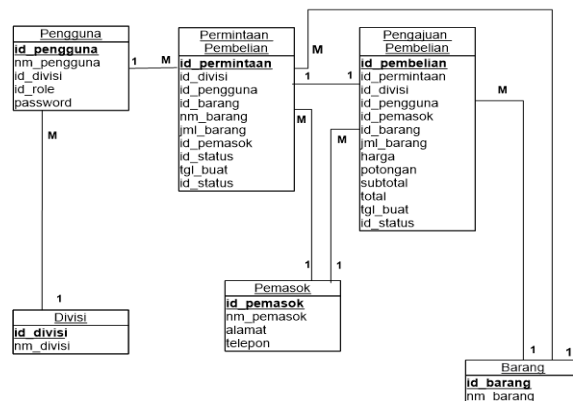 Pengguna
id_pengguna
nm_pengguna
id_divisi
id_role
password
1
M
Permintaan
Pembelian
id_permintaan
id_divisi
id_pengguna
id_barang
nm_barang
jml_barang
id_pemasok
id_status
tgl_buat
id_status
M
1
1
Pengajuan
Pembelian
id_pembelian
id_permintaan
id_divisi
id_pengguna
id_pemasok
id_barang
jml_barang
harga
potongan
subtotal
total
tgl_buat
id_status
M
M
M
M
1
1
1
Pemasok
id_pemasok
nm_pemasok
alamat
telepon
Divisi
id_divisi
nm_divisi
1
1
Barang
id_barang
nm_barang